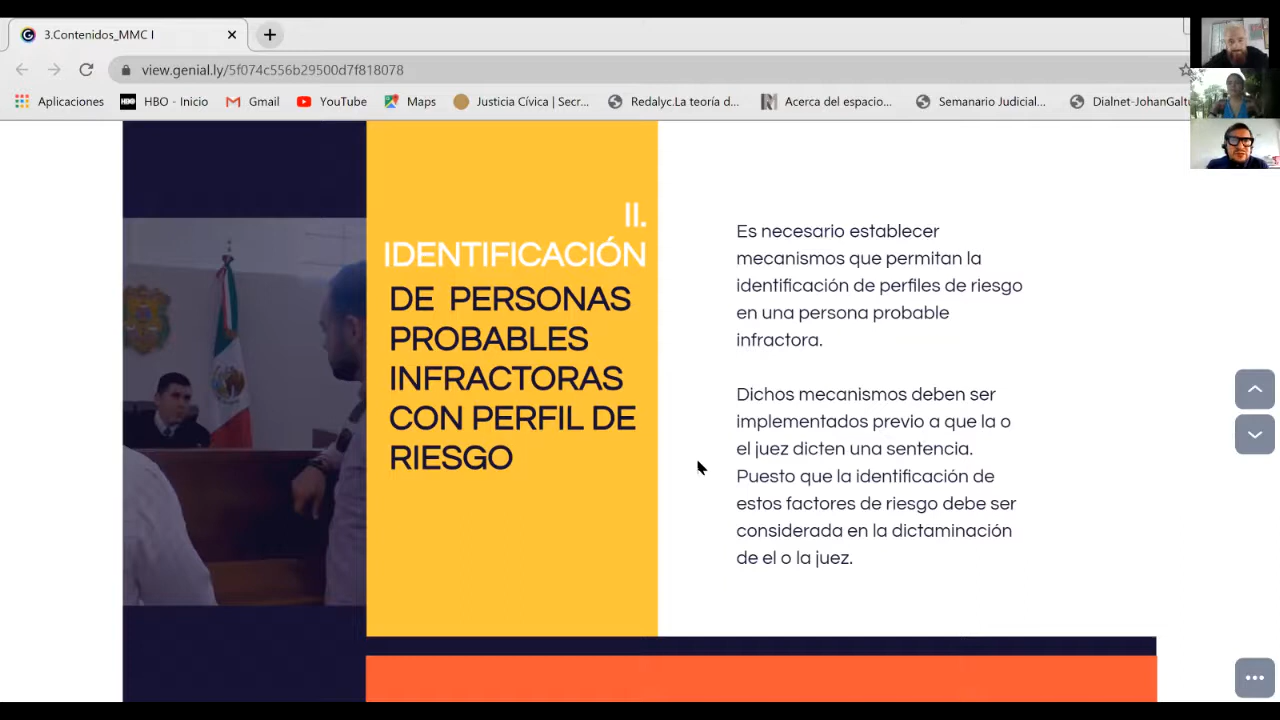 3.Contenidos_MMC I
view.genial.ly/5f074c556b29500d7f818078
Aplicaciones
HBO - Inicio
Gmail
YouTube
Maps
Justicia Cívica | Secr...
Redalyc.La teoría d...
Acerca del espacio...
Semanario Judicial...
Dialnet-JohanGaltu
II.
IDENTIFICACIÓN
DE PERSONAS
PROBABLES
INFRACTORAS
CON PERFIL DE
RIESGO
Es necesario establecer
mecanismos que permitan la
identificación de perfiles de riesgo
en una persona probable
infractora.
Dichos mecanismos deben ser
implementados previo a que la o
el juez dicten una sentencia.
Puesto que la identificación de
estos factores de riesgo debe ser
considerada en la dictaminación
de el o la juez.